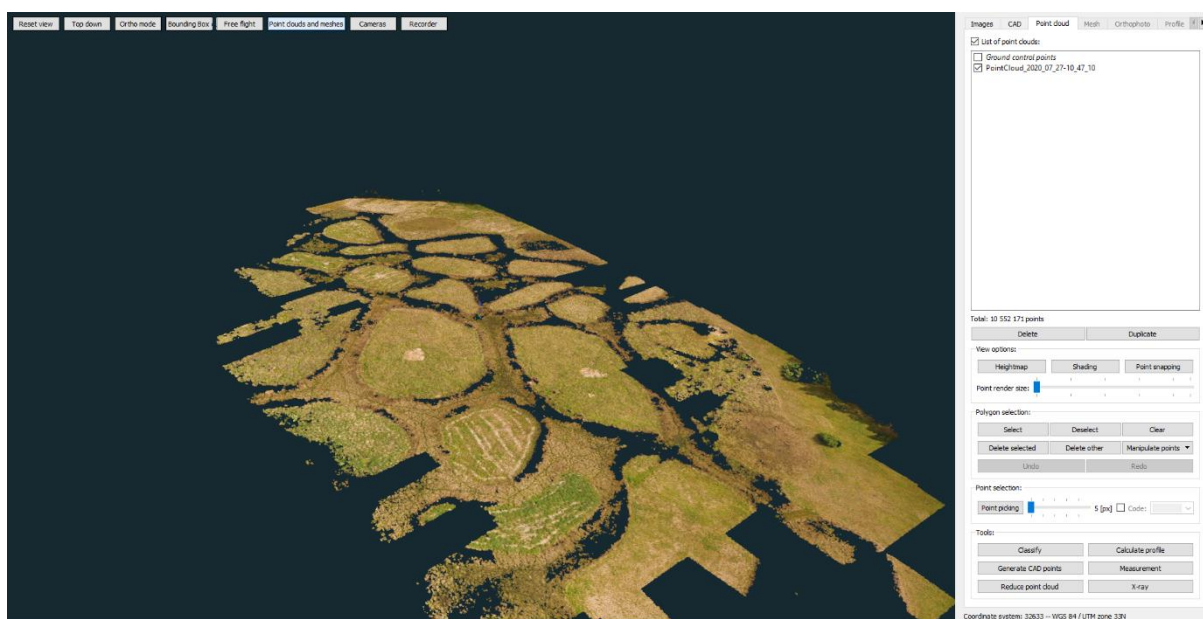 Reset view Top down Ortho mode Bounding Box Free flight Point clouds and meshes Cameras Recorder
Images CAD Point cloud Mesh Orthophoto Profile
List of point clouds:
Ground control points
PointCloud_2020_07_27-10_47_10
Total: 10 552 171 points
Delete Duplicate
View options:
Heightmap Shading Point snapping
Point render size:
Polygon selection:
Select Deselect Clear
Delete selected Delete other Manipulate points
Undo Redo
Point selection:
Point picking 5 [px] Code:
Tools:
Classify Calculate profile
Generate CAD points Measurement
Reduce point cloud X-ray
Coordinate system: 32633 -- WGS 84 / UTM zone 33N